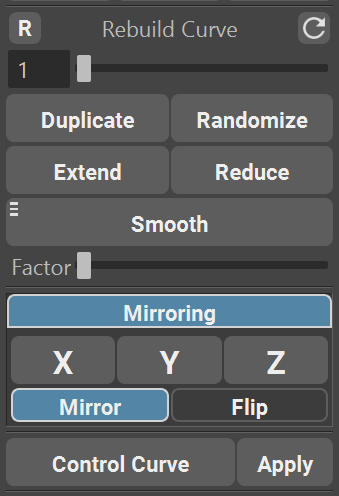 R Rebuild Curve
1
Duplicate Randomize
Extend Reduce
Smooth
Factor
Mirroring
X Y Z
Mirror Flip
Control Curve Apply